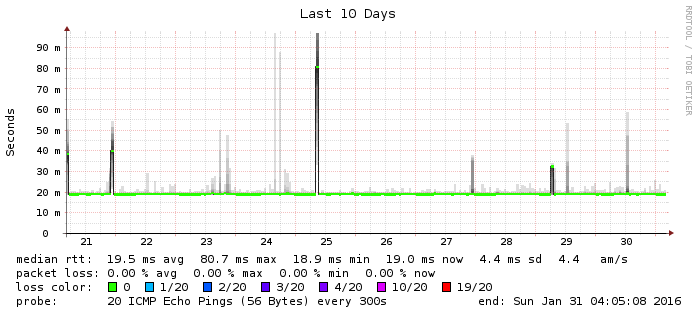 Last 10 Days
RRDTOOL / TOBI OETIKER
Seconds
90 m
80 m
70 m
60 m
50 m
40 m
30 m
20 m
10 m
0
21 22 23 24 25 26 27 28 29 30
median rtt: 19.5 ms avg 80.7 ms max 18.9 ms min 19.0 ms now 4.4 ms sd 4.4 am/s
packet loss: 0.00 % avg 0.00 % max 0.00 % min 0.00 % now
loss color: 0 1/20 2/20 3/20 4/20 10/20 19/20
probe: 20 ICMP Echo Pings (56 Bytes) every 300s end: Sun Jan 31 04:05:08 2016